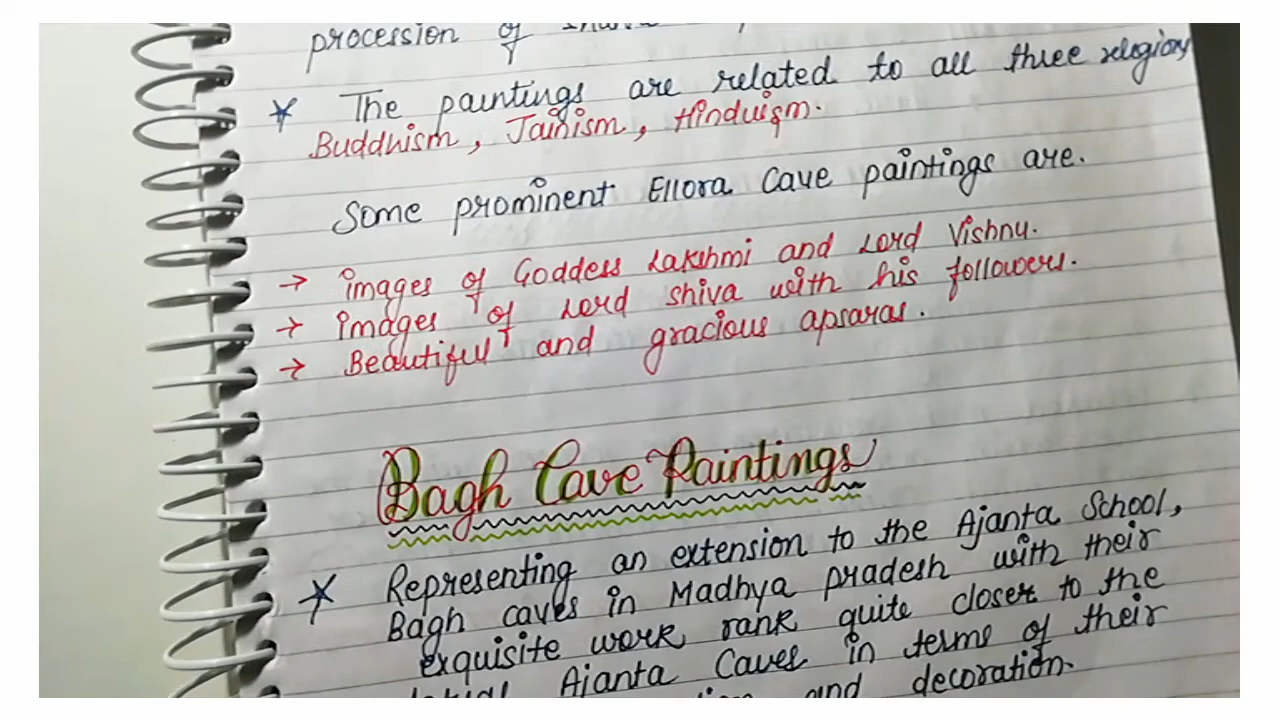 procession of
* The paintings are related to all three religion
Buddhism, Jainism, Hinduism.
Some prominent Ellora Cave paintings are.
→ images of Goddess Lakshmi and Lord Vishnu.
→ images of Lord Shiva with his followers.
→ Beautiful and gracious apsaras.
Bagh Cave Paintings
* Representing an extension to the Ajanta School,
Bagh caves in Madhya pradesh with their
exquisite work rank quite closer to the
Ajanta Caves in terms of their
and decoration.